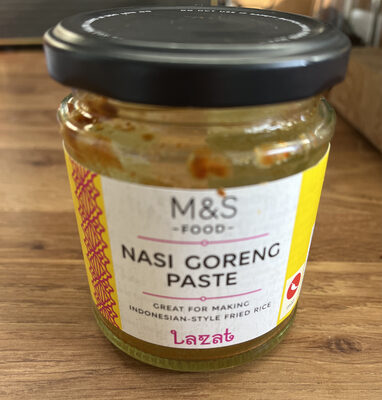 M&S
-FOOD-
NASI GORENG
PASTE
GREAT FOR MAKING
INDONESIAN-STYLE FRIED RICE
Lazat